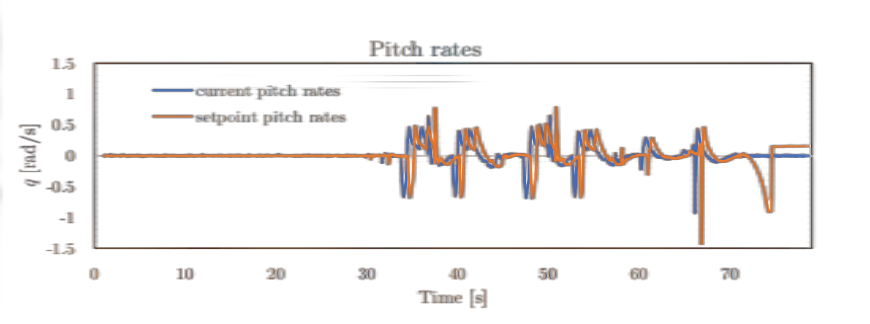 Pitch rates
1.5
1
0.5
0
-0.5
-1
-1.5
q [rad/s]
current pitch rates
setpoint pitch rates
0 10 20 30 40 50 60 70
Time [s]